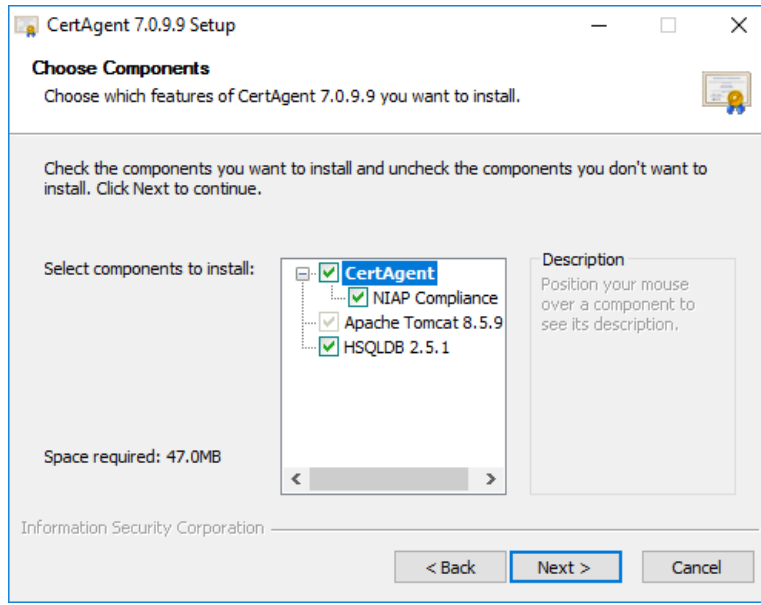 CertAgent 7.0.9.9 Setup
Choose Components
Choose which features of CertAgent 7.0.9.9 you want to install.
Check the components you want to install and uncheck the components you don't want to
install. Click Next to continue.
Select components to install:
CertAgent
NIAP Compliance
Apache Tomcat 8.5.9
HSQLDB 2.5.1
Description
Position your mouse
over a component to
see its description.
Space required: 47.0MB
Information Security Corporation
< Back
Next >
Cancel